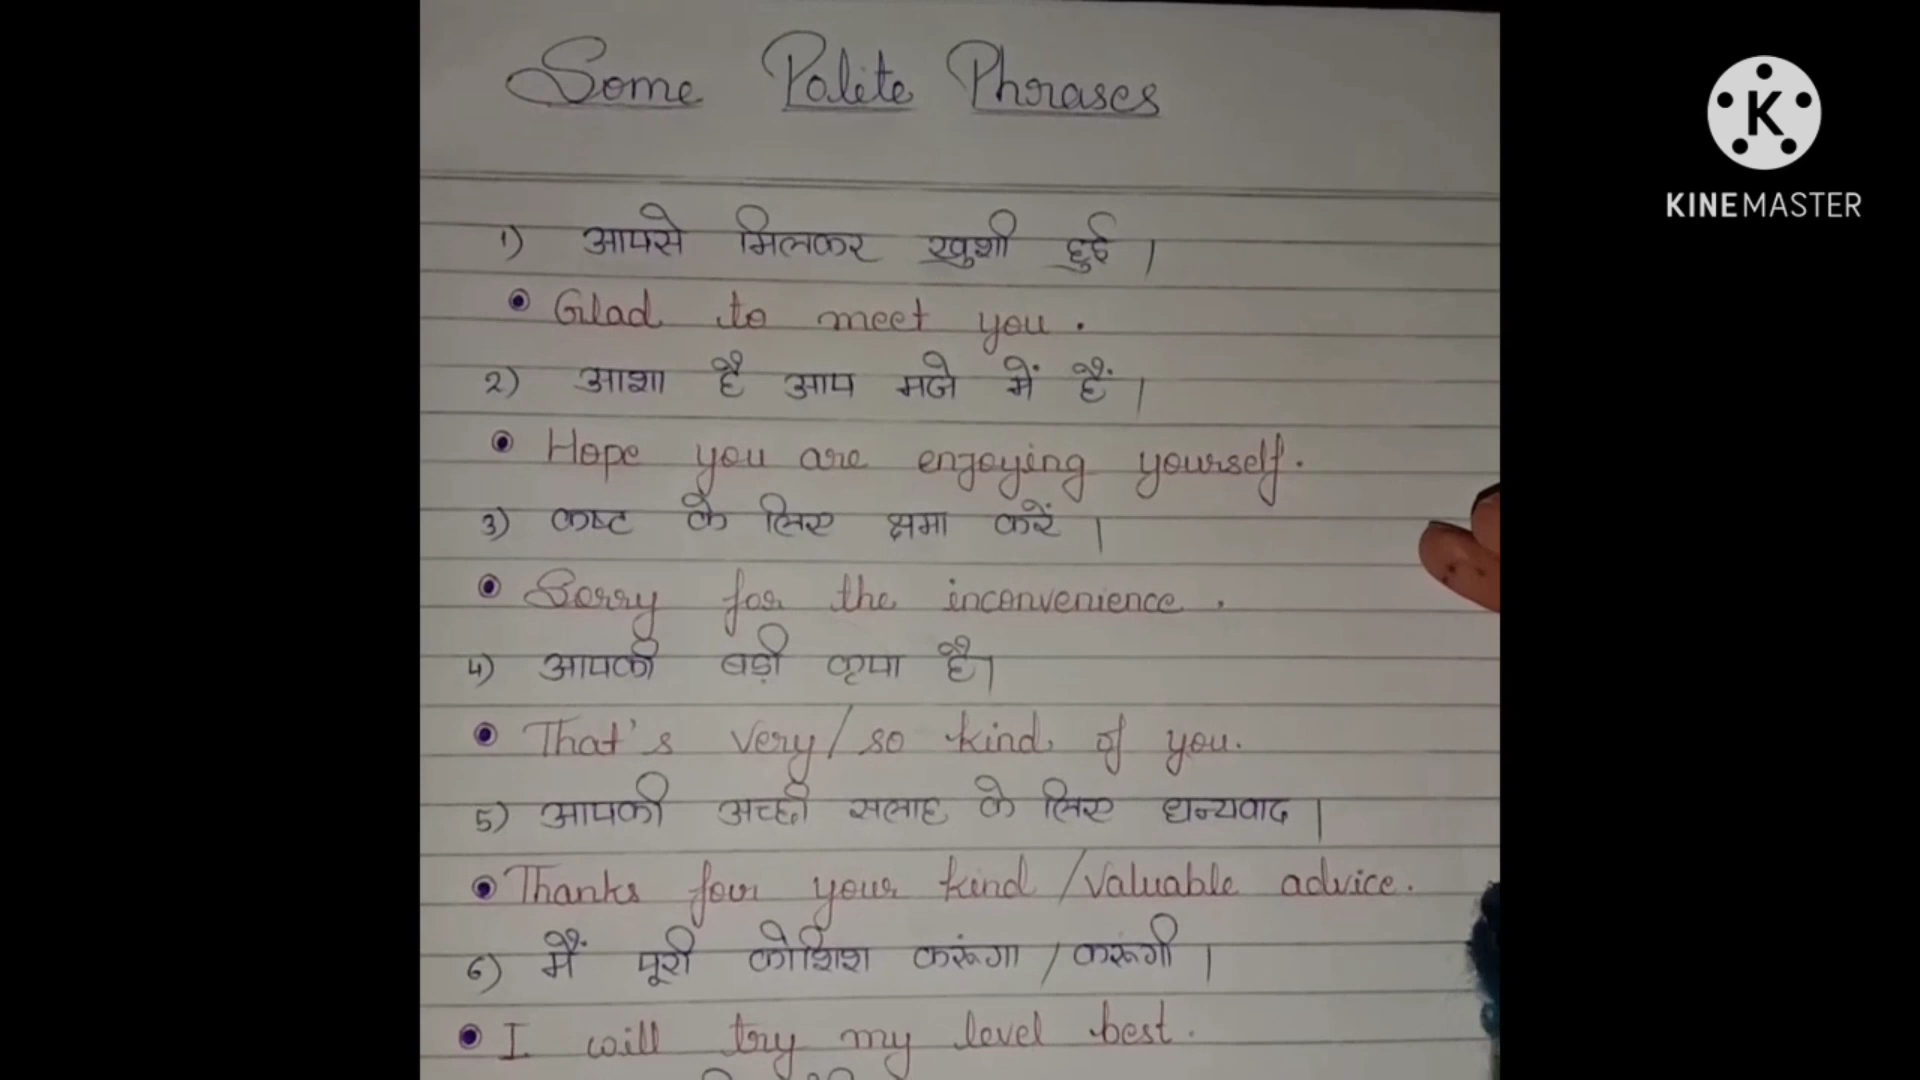 Some Polite Phrases
K
KINEMASTER
1) आपसे मिलकर खुशी हुई ।
Glad to meet you.
2) आशा है आप मजे में हैं ।
Hope you are enjoying yourself.
3) कष्ट के लिए क्षमा करें ।
Sorry for the inconvenience.
4) आपकी बड़ी कृपा है।
That's very/so kind of you.
5) आपकी अच्छी सलाह के लिए धन्यवाद ।
Thanks four your kind /valuable advice.
6) मैं पूरी कोशिश करूंगा / करूंगी ।
I will try my level best.